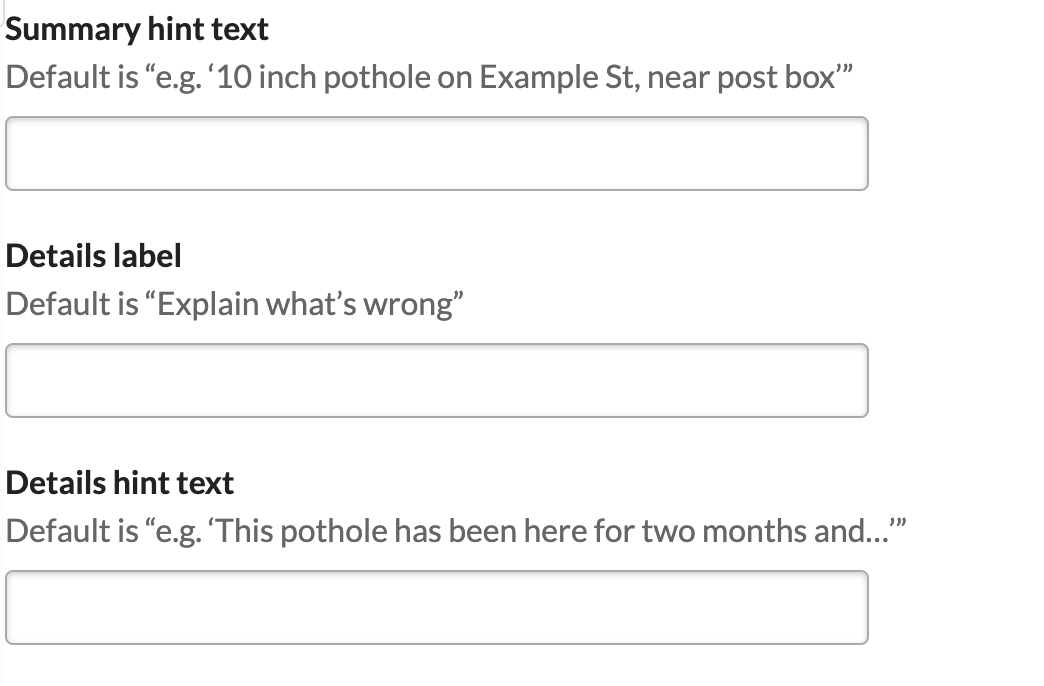 Summary hint text
Default is “e.g. ‘10 inch pothole on Example St, near post box’”
Details label
Default is “Explain what’s wrong”
Details hint text
Default is “e.g. ‘This pothole has been here for two months and…’”